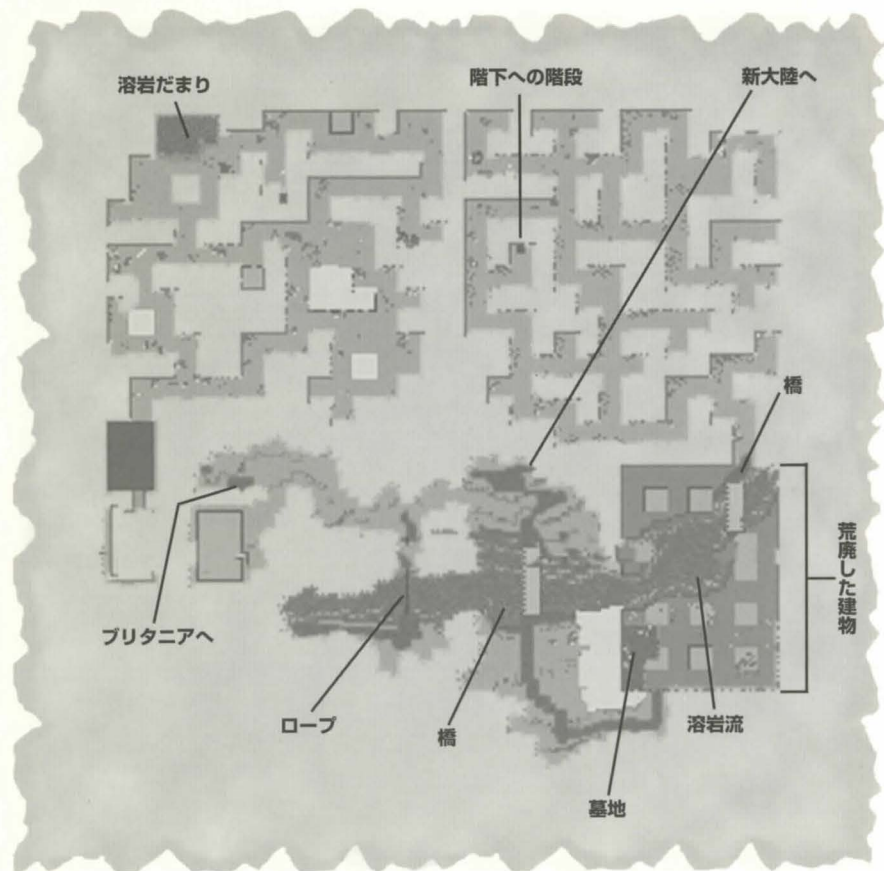 溶岩だまり
階下への階段
新大陸へ
橋
荒廃した建物
ブリタニアへ
ロープ
橋
溶岩流
墓地